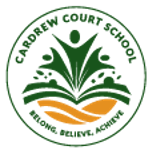 CARDREW COURT SCHOOL
BELONG, BELIEVE, ACHIEVE